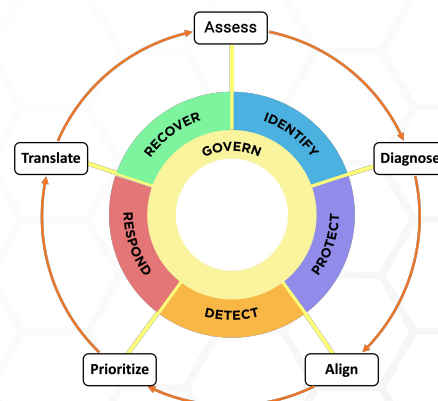 Assess
RECOVER
IDENTIFY
GOVERN
Translate
Diagnose
RESPOND
PROTECT
DETECT
Prioritize
Align